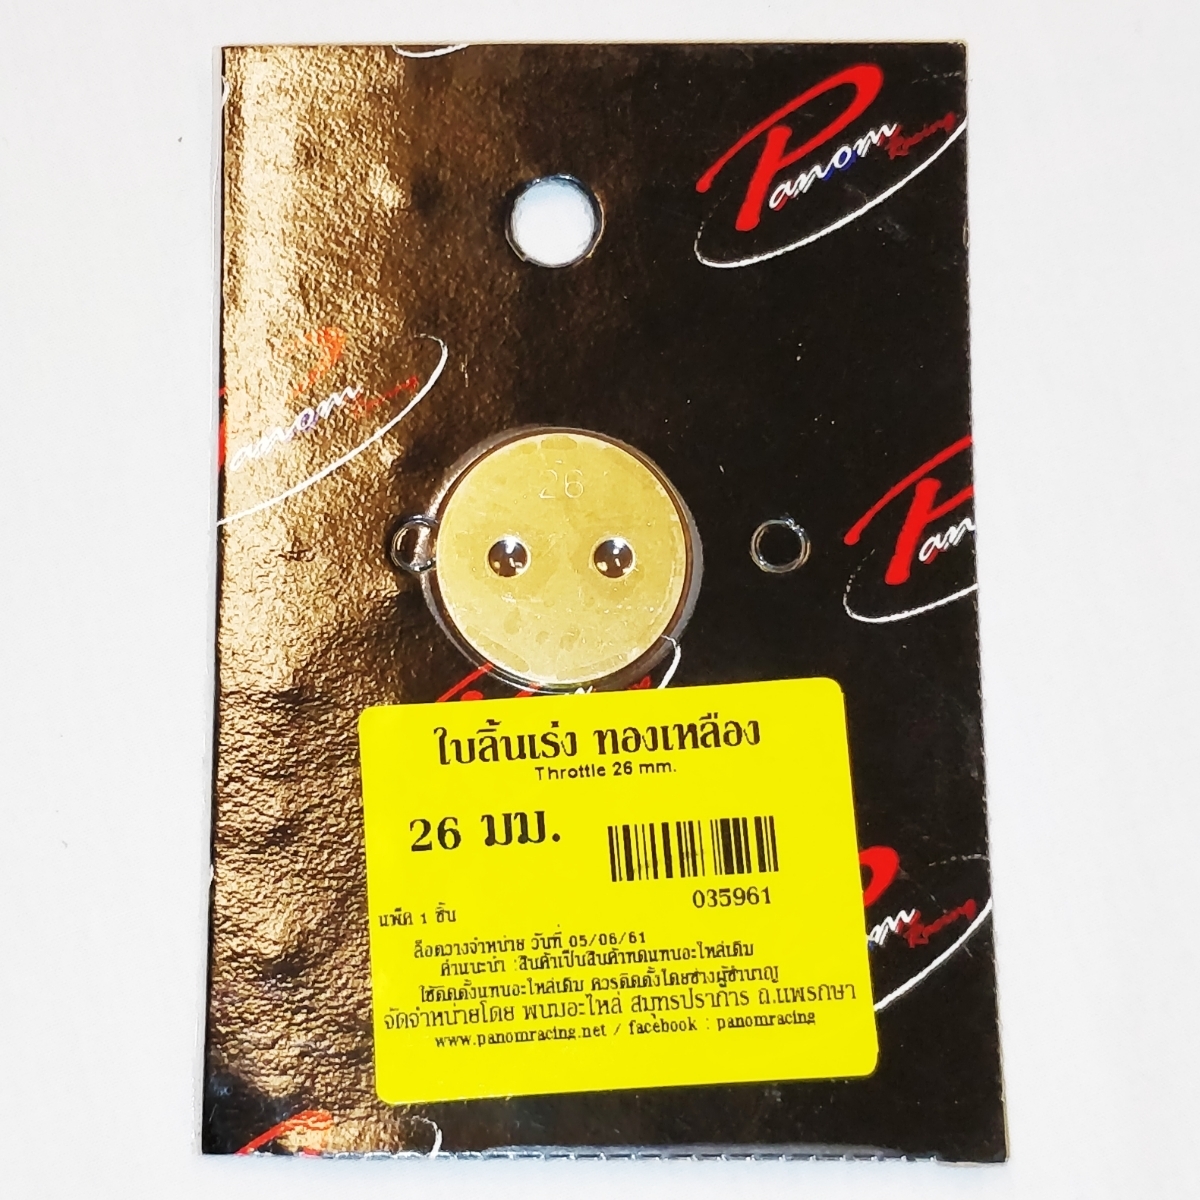 Panom Racing
Panom Racing
Pan
26
ใบลิ้นเร่ง ทองเหลือง
Throttle 26 mm.
26 มม.
035961
แพ็ค 1 ชิ้น
ล็อตวางจำหน่าย วันที่ 05/06/61
คำแนะนำ :สินค้าเป็นสินค้าทดแทนอะไหล่เดิม
ใช้ติดตั้งแทนอะไหล่เดิม ควรติดตั้งโดยช่างผู้ชำนาญ
จัดจำหน่ายโดย พนมอะไหล่ สมุทรปราการ ถ.แพรกษา
www.panomracing.net / facebook : panomracing
om Racing